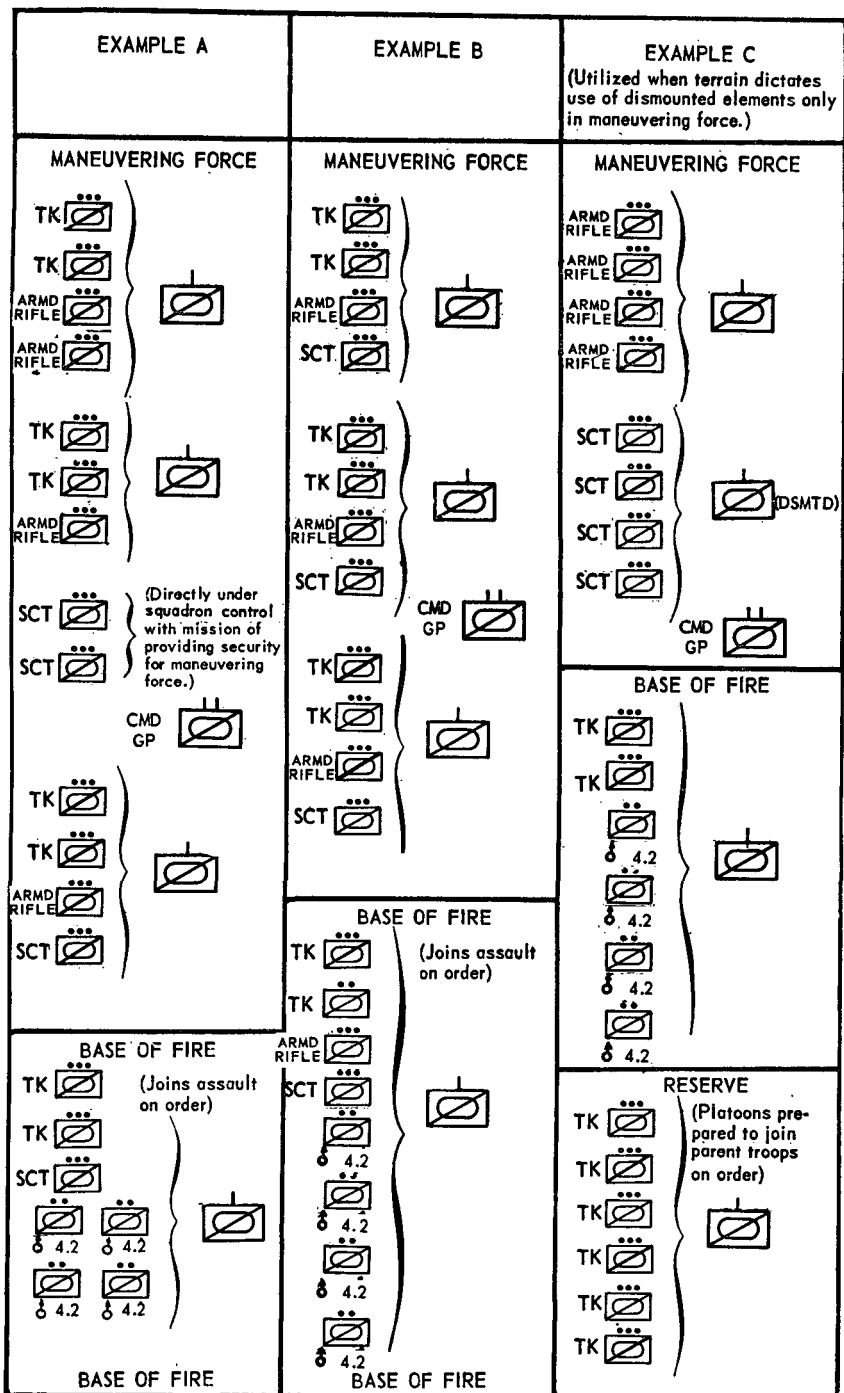 EXAMPLE A
MANEUVERING FORCE
TK
TK
ARMD
RIFLE
ARMD
RIFLE
TK
TK
ARMD
RIFLE
SCT
SCT
(Directly under
squadron control
with mission of
providing security
for maneuvering
force.)
CMD
GP
TK
TK
ARMD
RIFLE
SCT
BASE OF FIRE
TK
TK
SCT
(Joins assault
on order)
4.2
4.2
4.2
4.2
BASE OF FIRE
EXAMPLE B
MANEUVERING FORCE
TK
TK
ARMD
RIFLE
SCT
TK
TK
ARMD
RIFLE
SCT
CMD
GP
TK
TK
ARMD
RIFLE
SCT
BASE OF FIRE
TK
TK
ARMD
RIFLE
SCT
(Joins assault
on order)
4.2
4.2
4.2
4.2
BASE OF FIRE
EXAMPLE C
(Utilized when terrain dictates
use of dismounted elements only
in maneuvering force.)
MANEUVERING FORCE
ARMD
RIFLE
ARMD
RIFLE
ARMD
RIFLE
ARMD
RIFLE
SCT
SCT
SCT
SCT
(DSMTD)
CMD
GP
BASE OF FIRE
TK
TK
4.2
4.2
4.2
4.2
RESERVE
TK
TK
TK
TK
TK
TK
(Platoons pre-
pared to join
parent troops
on order)